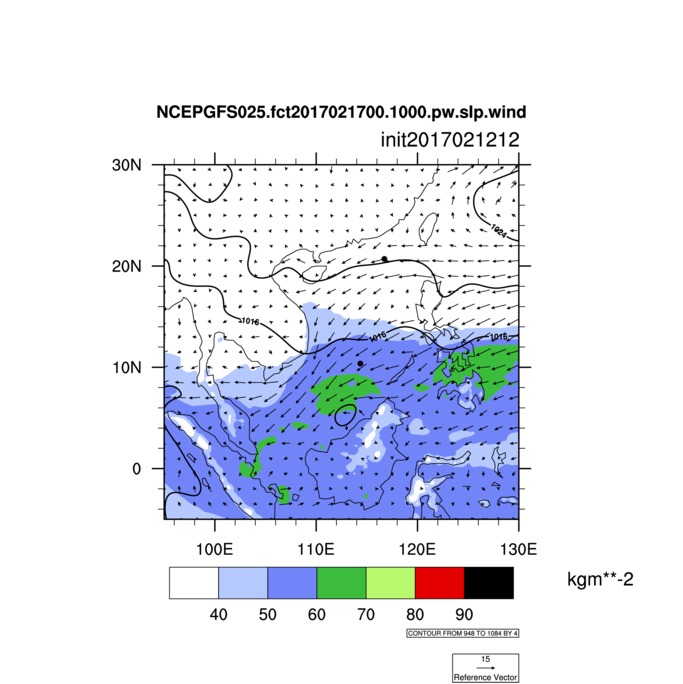 NCEPGFS025.fct2017021700.1000.pw.slp.wind
init2017021212
30N
1024
20N
1016
1016
1016
10N
0
100E 110E 120E 130E
kgm**-2
40 50 60 70 80 90
CONTOUR FROM 948 TO 1084 BY 4
15
Reference Vector